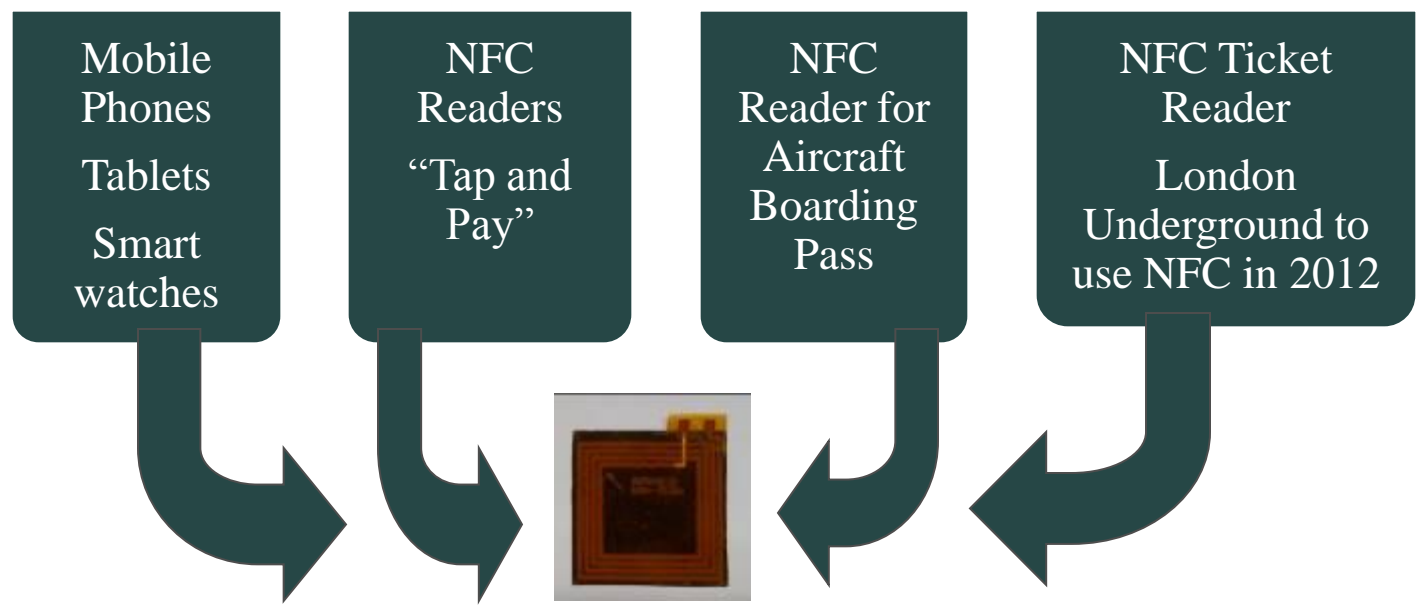 Mobile
Phones
Tablets
Smart
watches
NFC
Readers
“Tap and
Pay”
NFC
Reader for
Aircraft
Boarding
Pass
NFC Ticket
Reader
London
Underground to
use NFC in 2012